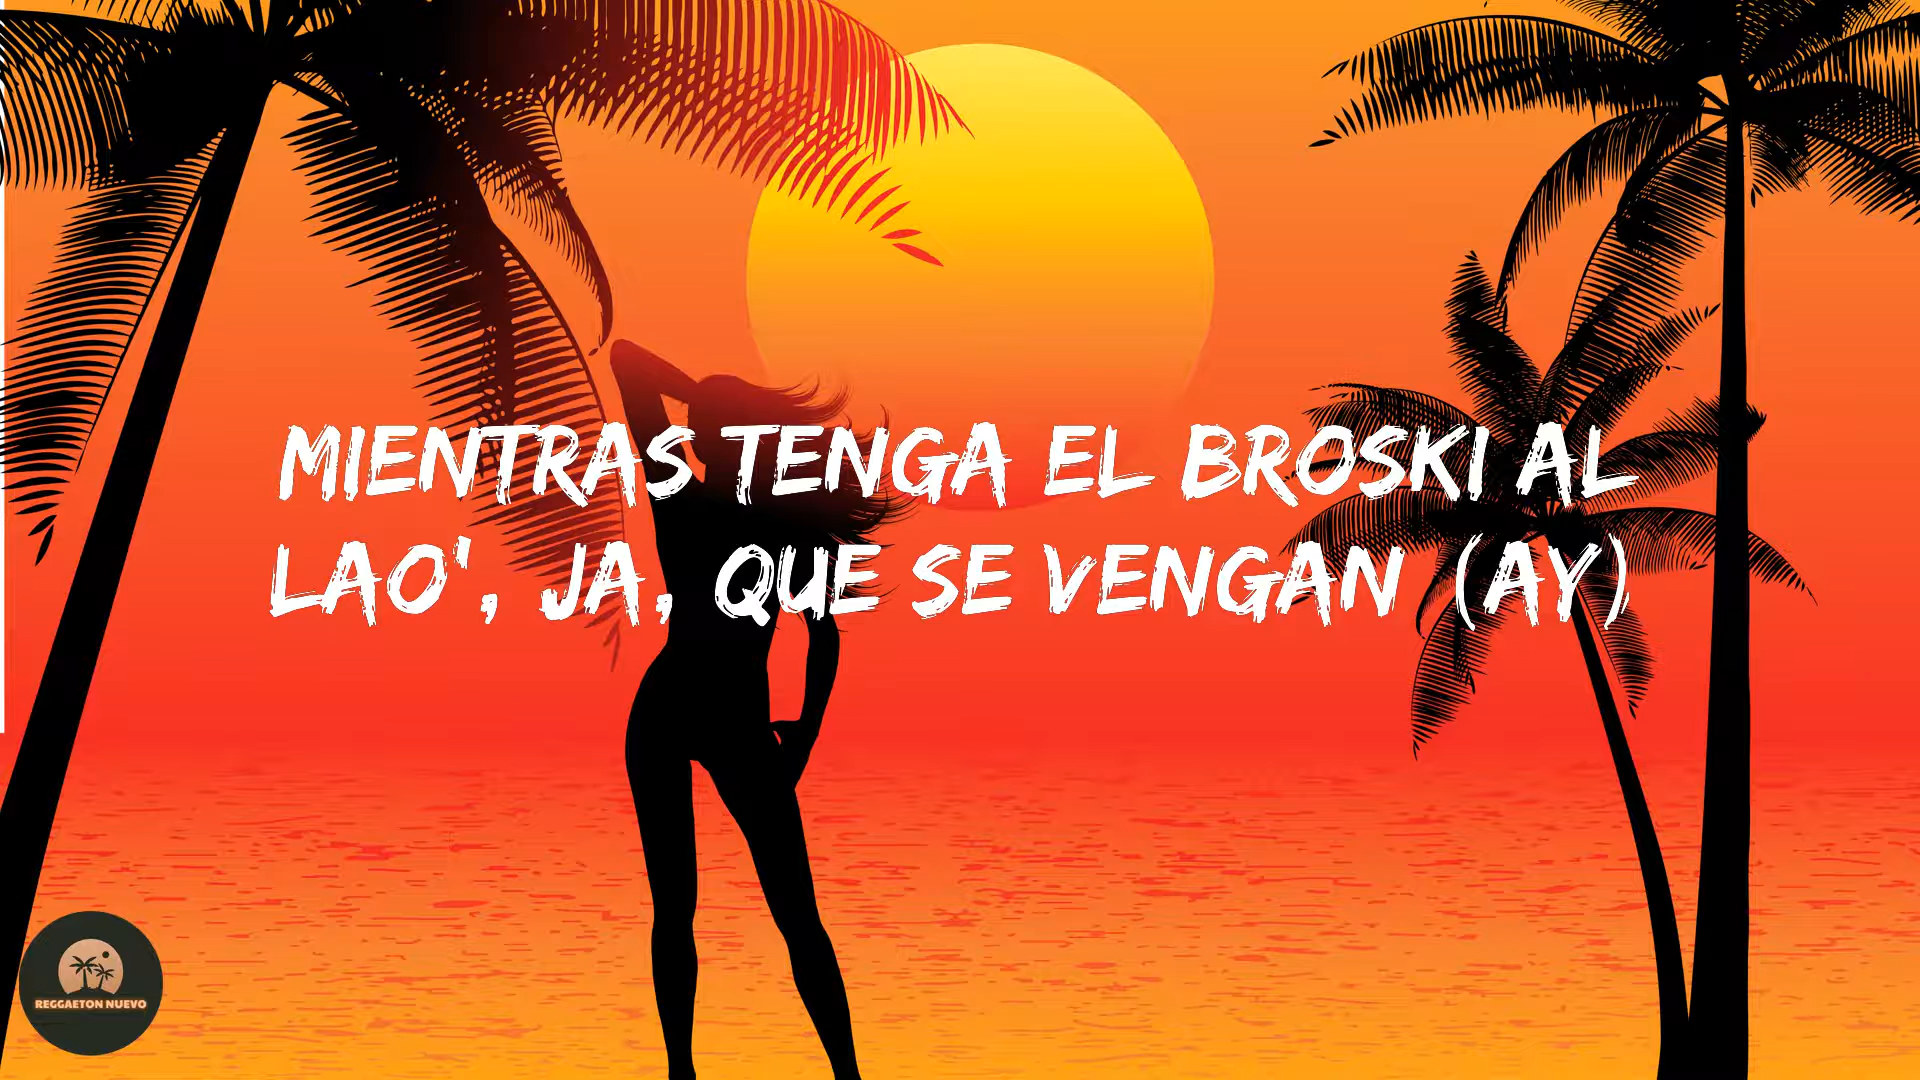 MIENTRAS TENGA EL BROSKI AL
LAO', JA, QUE SE VENGAN (AY)
REGGAETON NUEVO